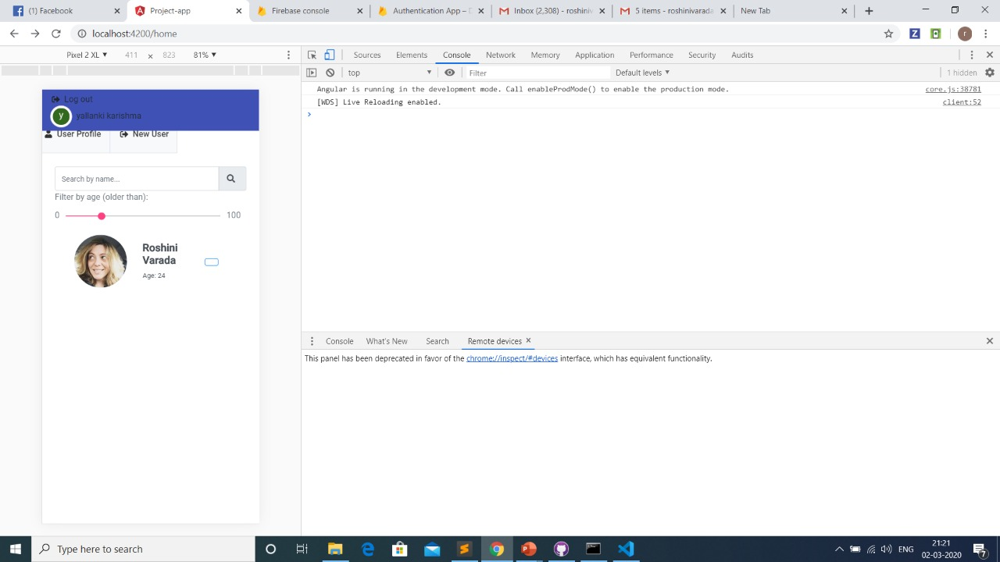 (1) Facebook
Project-app
Firebase console
Authentication App – D
Inbox (2,308) - roshiniv
5 items - roshinivarada
New Tab
localhost:4200/home
Z
r
Pixel 2 XL ▼ 411 × 823 81% ▼
Sources Elements Console Network Memory Application Performance Security Audits
top Filter Default levels ▼ 1 hidden
Angular is running in the development mode. Call enableProdMode() to enable the production mode. core.js:38781
[WDS] Live Reloading enabled. client:52
Log out
y yallanki karishma
User Profile New User
Search by name...
Filter by age (older than):
0 100
Roshini
Varada
Age: 24
Console What's New Search Remote devices
This panel has been deprecated in favor of the chrome://inspect/#devices interface, which has equivalent functionality.
Type here to search
ENG
21:21
02-03-2020
7